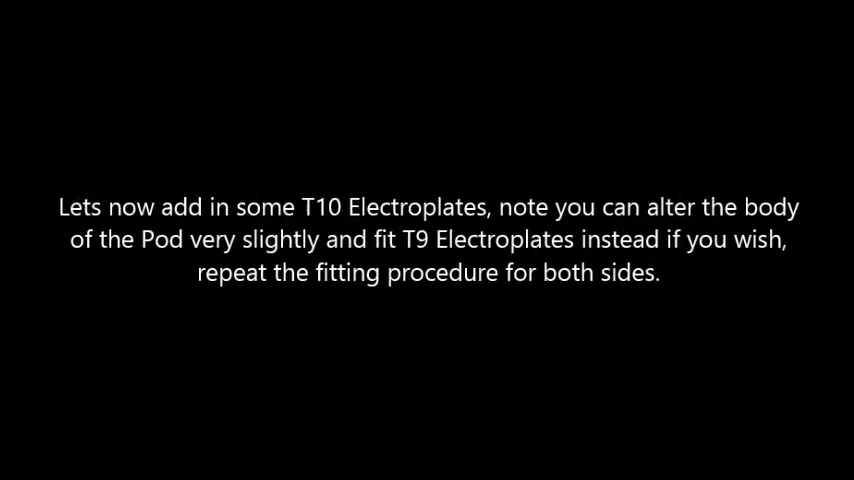 Lets now add in some T10 Electroplates, note you can alter the body
of the Pod very slightly and fit T9 Electroplates instead if you wish,
repeat the fitting procedure for both sides.